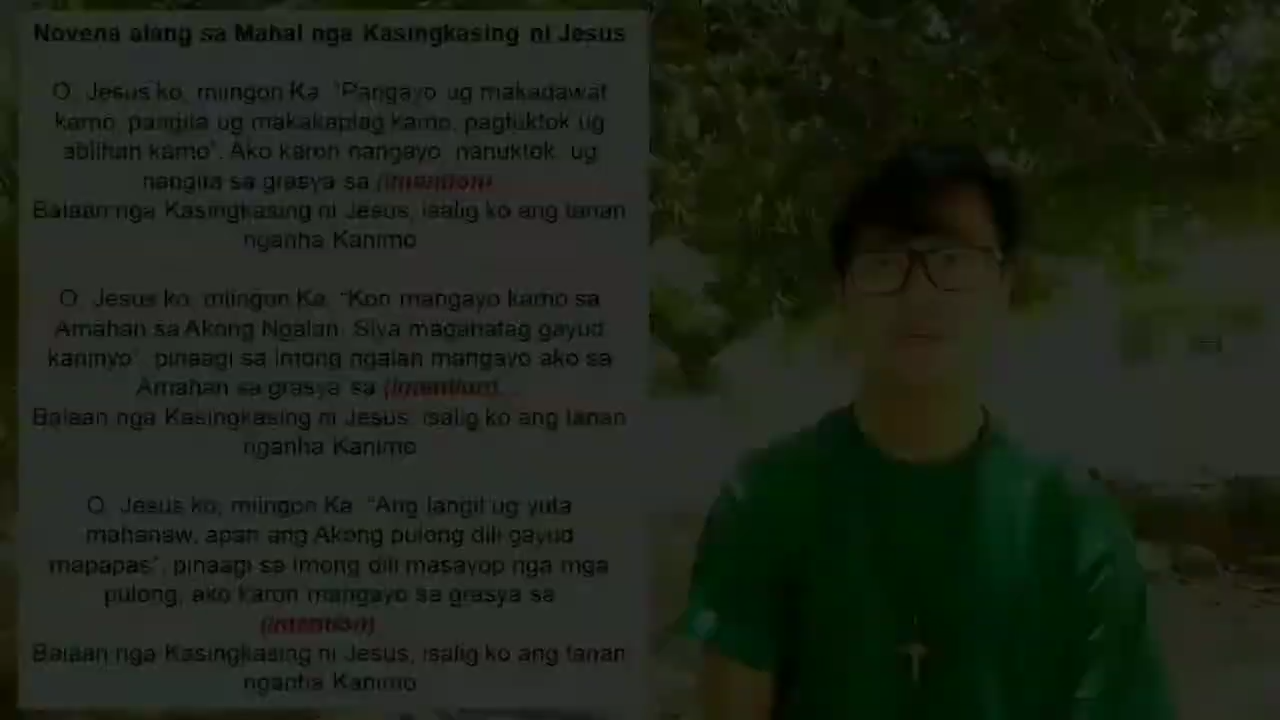 Novena alang sa Mahal nga Kasingkasing ni Jesus
O, Jesus ko, miingon Ka, "Pangayo ug makadawat
kamo, pangita ug makakaplag kamo, pagtuktok ug
ablihan kamo". Ako karon nangayo, nanuktok, ug
nangita sa grasya sa (intention)
Balaan nga Kasingkasing ni Jesus, isalig ko ang tanan
nganha Kanimo
O, Jesus ko, miingon Ka, "Kon mangayo kamo sa
Amahan sa Akong Ngalan, Siya magahatag gayud
kaninyo", pinaagi sa Imong ngalan mangayo ako sa
Amahan sa grasya sa (intention).
Balaan nga Kasingkasing ni Jesus, isalig ko ang tanan
nganha Kanimo
O, Jesus ko, miingon Ka, "Ang langit ug yuta
mahanaw, apan ang Akong pulong dili gayud
mapapas", pinaagi sa Imong dili masayop nga mga
pulong, ako karon mangayo sa grasya sa
(intention)
Balaan nga Kasingkasing ni Jesus, isalig ko ang tanan
nganha Kanimo